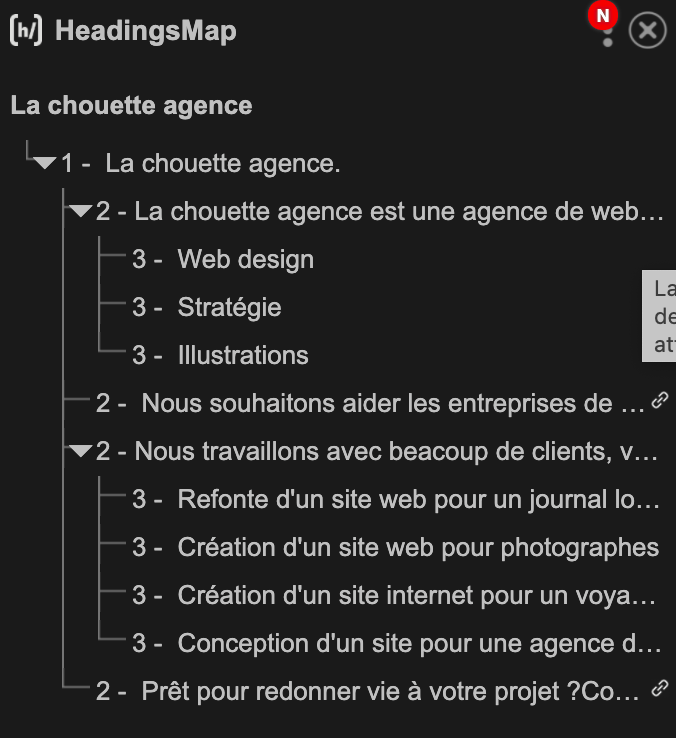 [h/] HeadingsMap
N
La chouette agence
1 - La chouette agence.
2 - La chouette agence est une agence de web…
3 - Web design
3 - Stratégie
3 - Illustrations
La
de
att
2 - Nous souhaitons aider les entreprises de …
2 - Nous travaillons avec beacoup de clients, v…
3 - Refonte d'un site web pour un journal lo…
3 - Création d'un site web pour photographes
3 - Création d'un site internet pour un voya…
3 - Conception d'un site pour une agence d…
2 - Prêt pour redonner vie à votre projet ?Co…